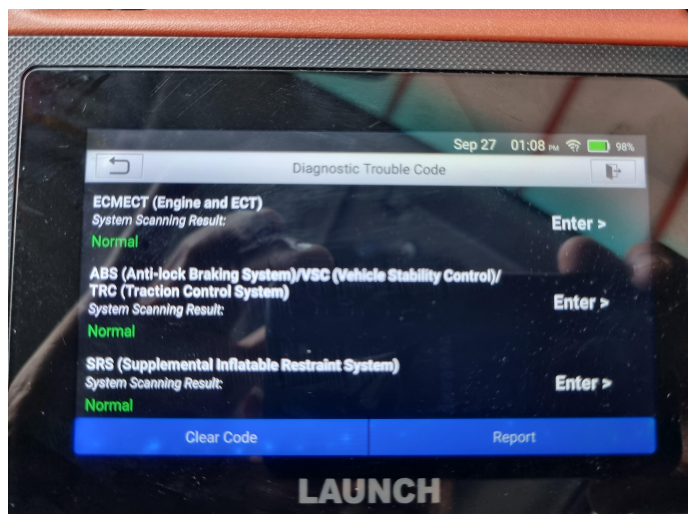 Sep 27 01:08 PM 98%
Diagnostic Trouble Code
ECMECT (Engine and ECT)
System Scanning Result:
Normal
Enter >
ABS (Anti-lock Braking System)/VSC (Vehicle Stability Control)/
TRC (Traction Control System)
System Scanning Result:
Normal
Enter >
SRS (Supplemental Inflatable Restraint System)
System Scanning Result:
Normal
Enter >
Clear Code
Report
LAUNCH